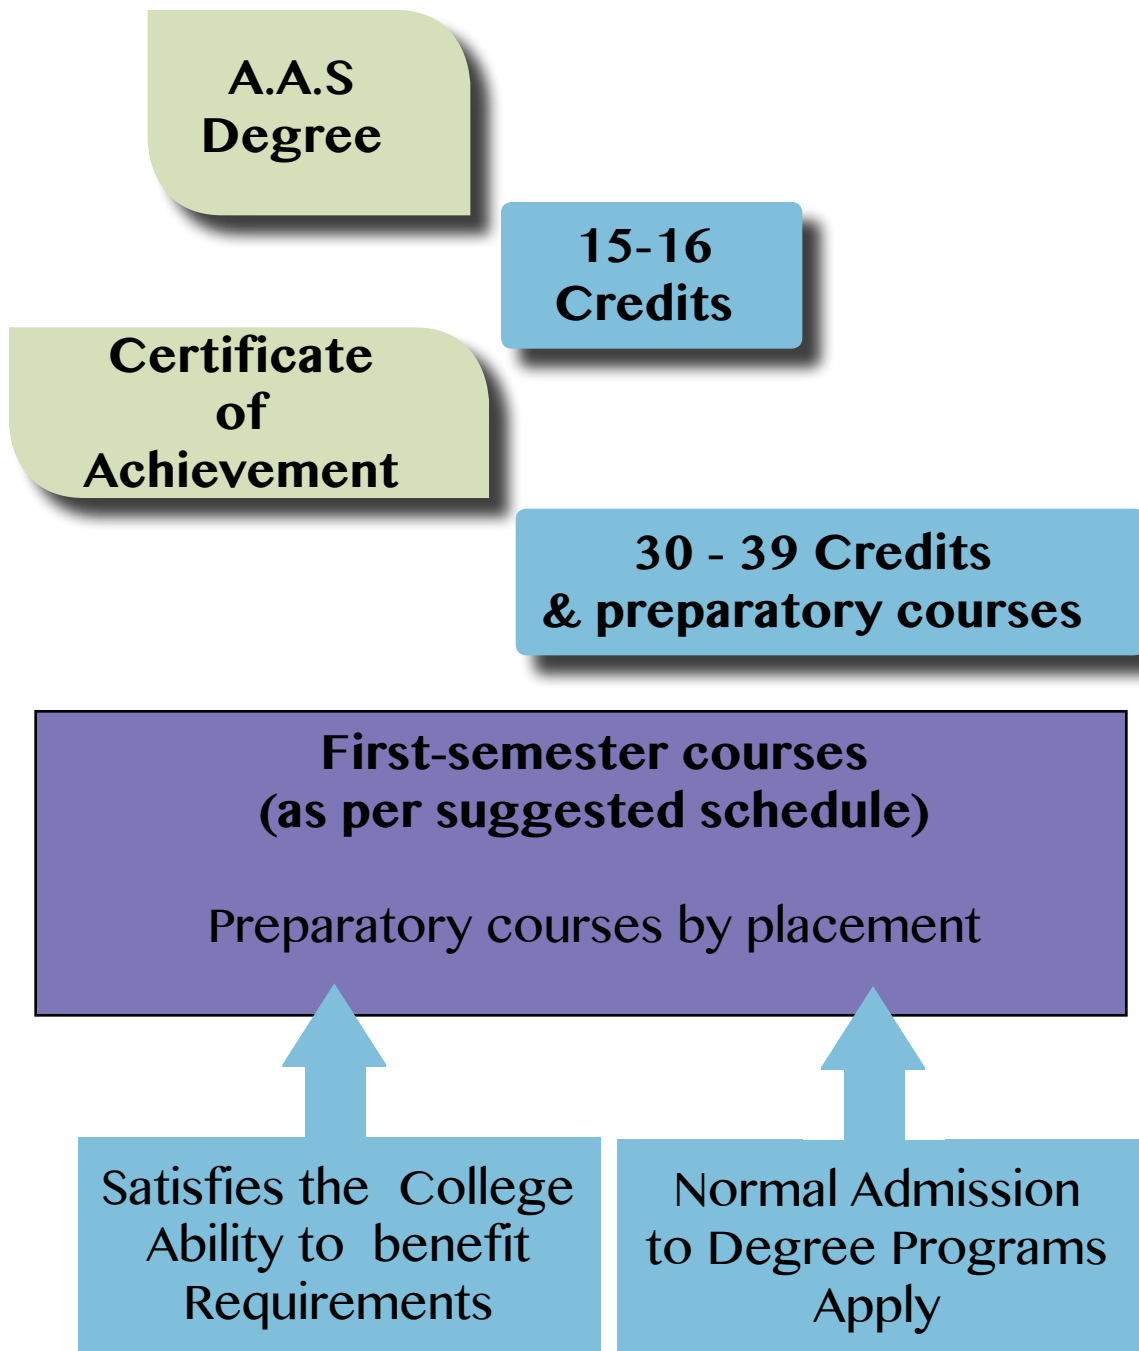 A.A.S
Degree
15-16
Credits
Certificate
of
Achievement
30 - 39 Credits
& preparatory courses
First-semester courses
(as per suggested schedule)
Preparatory courses by placement
Satisfies the College
Ability to benefit
Requirements
Normal Admission
to Degree Programs
Apply